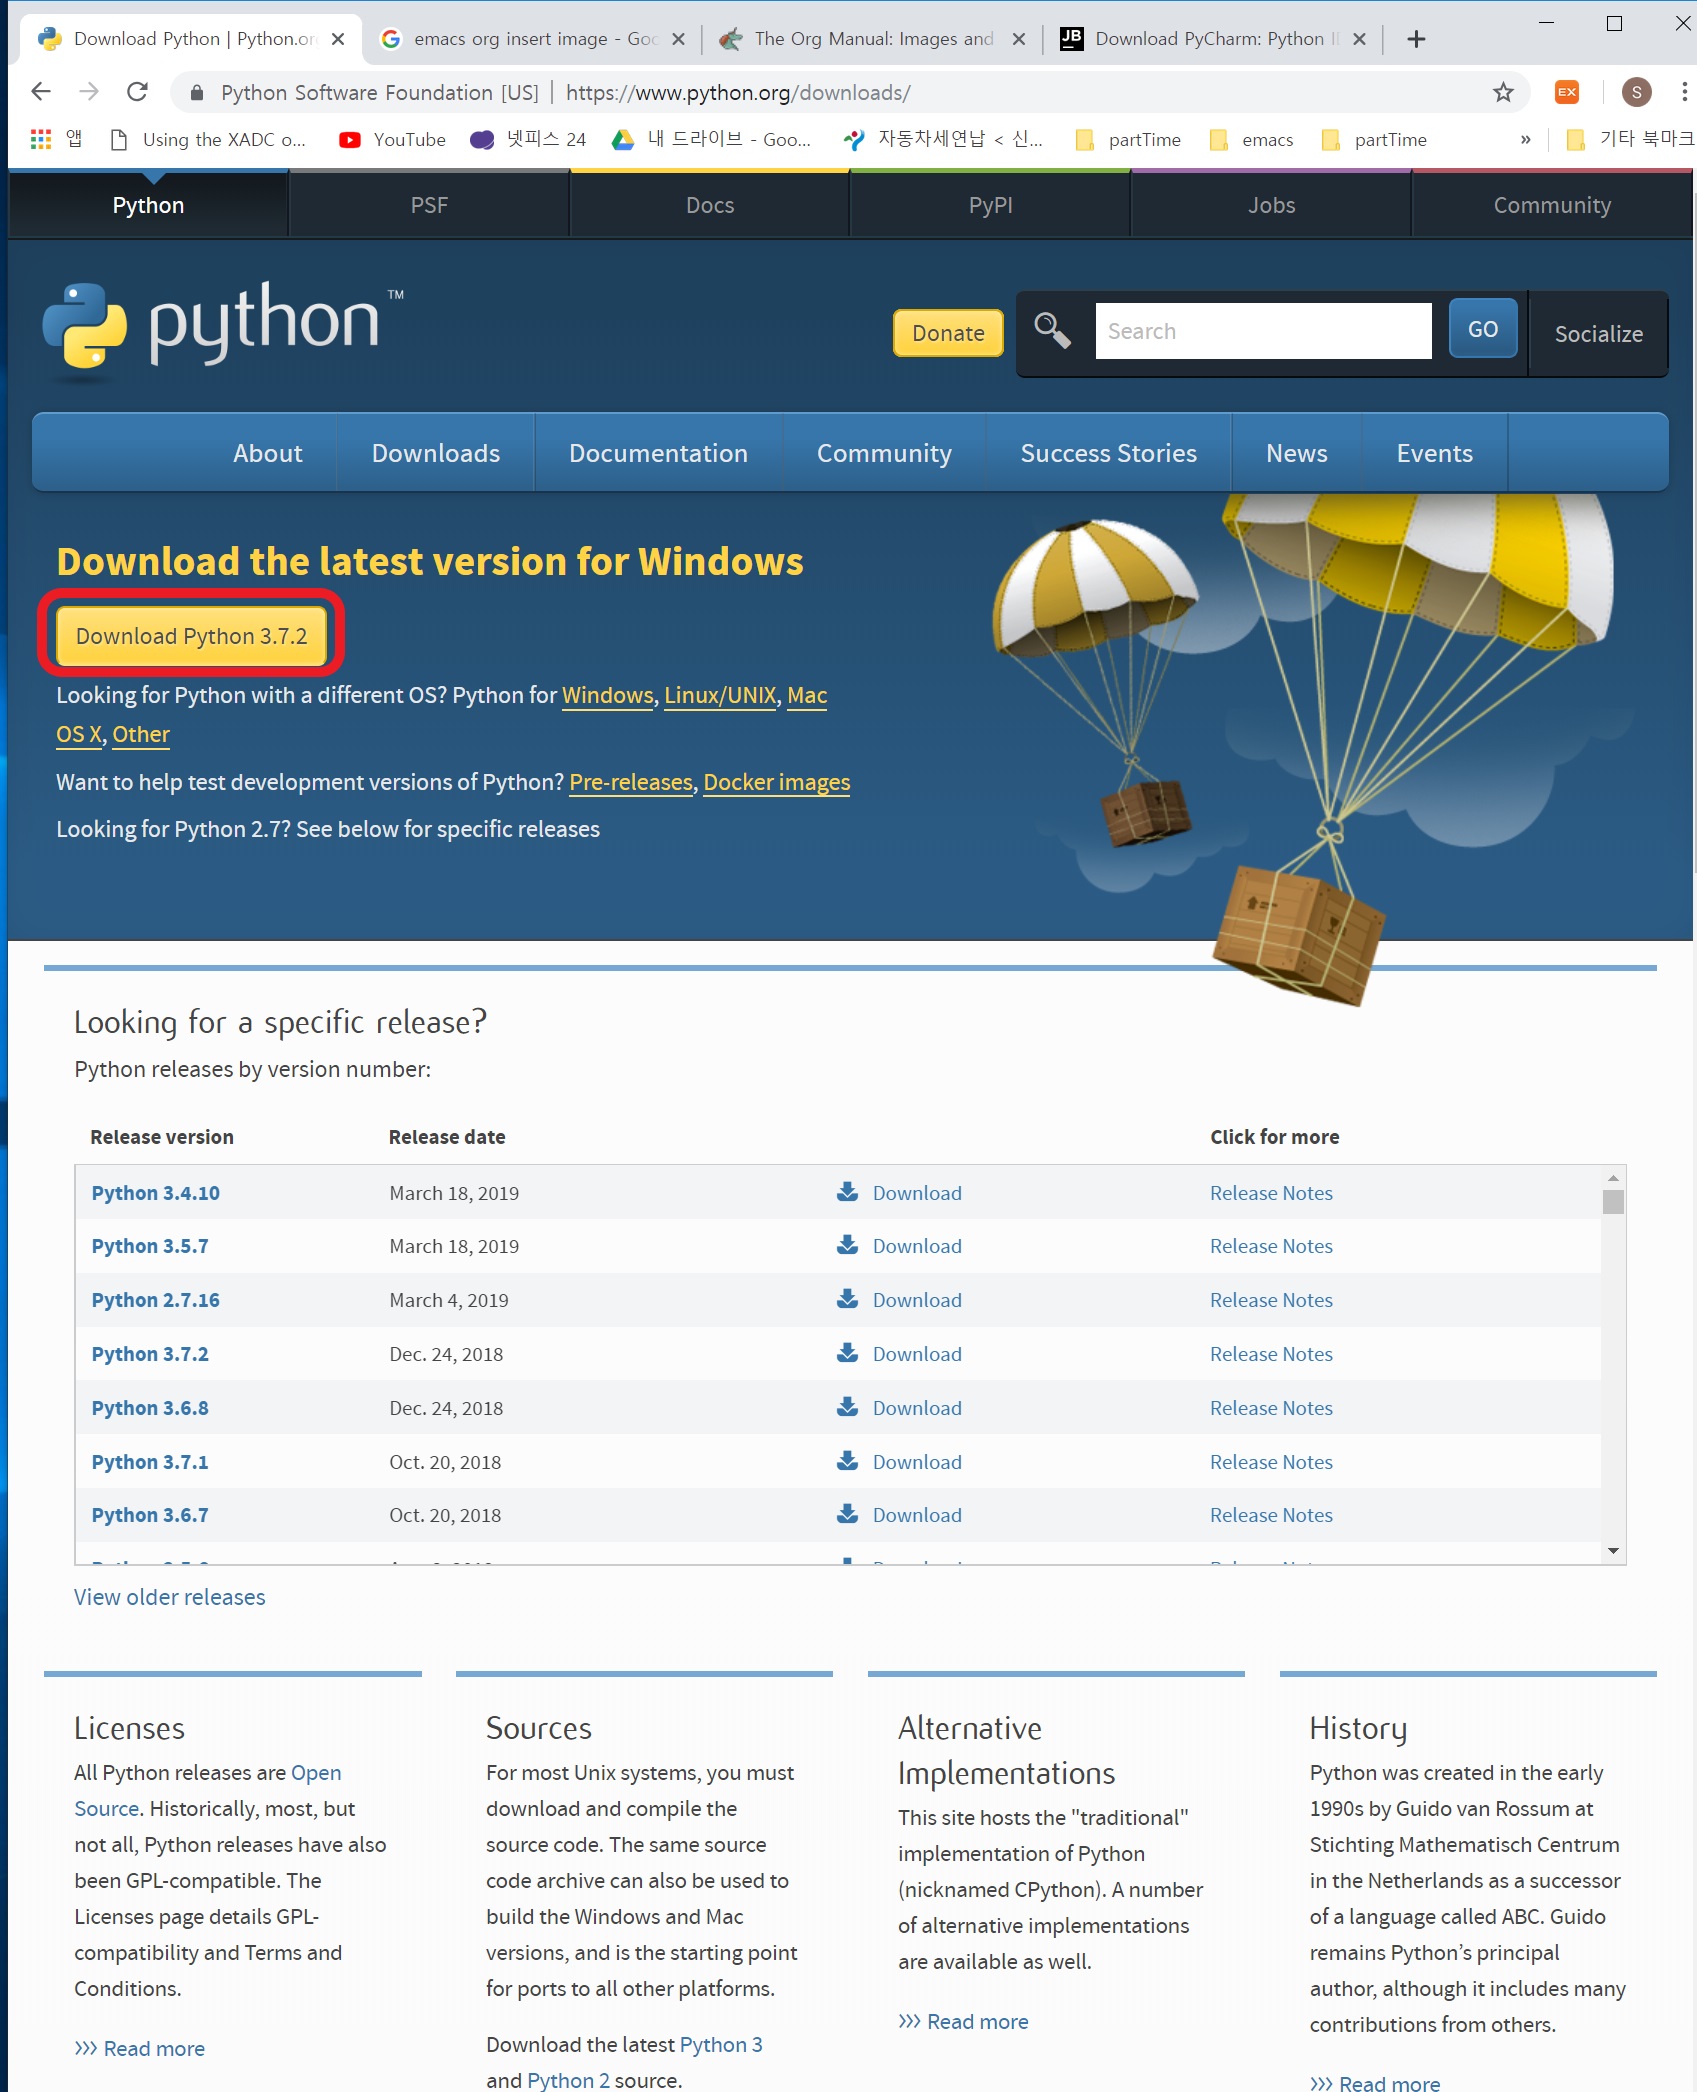 Download Python | Python.or
emacs org insert image - Goo
The Org Manual: Images and
JB Download PyCharm: Python I
Python Software Foundation [US] | https://www.python.org/downloads/
EX
S
앱
Using the XADC o...
YouTube
넷피스 24
내 드라이브 - Goo...
자동차세연납 < 신...
partTime
emacs
partTime
»
기타 북마크
Python
PSF
Docs
PyPI
Jobs
Community
python™
Donate
Search
GO
Socialize
About
Downloads
Documentation
Community
Success Stories
News
Events
Download the latest version for Windows
Download Python 3.7.2
Looking for Python with a different OS? Python for Windows, Linux/UNIX, Mac
OS X, Other
Want to help test development versions of Python? Pre-releases, Docker images
Looking for Python 2.7? See below for specific releases
Looking for a specific release?
Python releases by version number:
Release version Release date Click for more
Python 3.4.10 March 18, 2019 Download Release Notes
Python 3.5.7 March 18, 2019 Download Release Notes
Python 2.7.16 March 4, 2019 Download Release Notes
Python 3.7.2 Dec. 24, 2018 Download Release Notes
Python 3.6.8 Dec. 24, 2018 Download Release Notes
Python 3.7.1 Oct. 20, 2018 Download Release Notes
Python 3.6.7 Oct. 20, 2018 Download Release Notes
View older releases
Licenses
All Python releases are Open
Source. Historically, most, but
not all, Python releases have also
been GPL-compatible. The
Licenses page details GPL-
compatibility and Terms and
Conditions.
>>> Read more
Sources
For most Unix systems, you must
download and compile the
source code. The same source
code archive can also be used to
build the Windows and Mac
versions, and is the starting point
for ports to all other platforms.
Download the latest Python 3
and Python 2 source.
Alternative
Implementations
This site hosts the "traditional"
implementation of Python
(nicknamed CPython). A number
of alternative implementations
are available as well.
>>> Read more
History
Python was created in the early
1990s by Guido van Rossum at
Stichting Mathematisch Centrum
in the Netherlands as a successor
of a language called ABC. Guido
remains Python’s principal
author, although it includes many
contributions from others.
>>> Read more